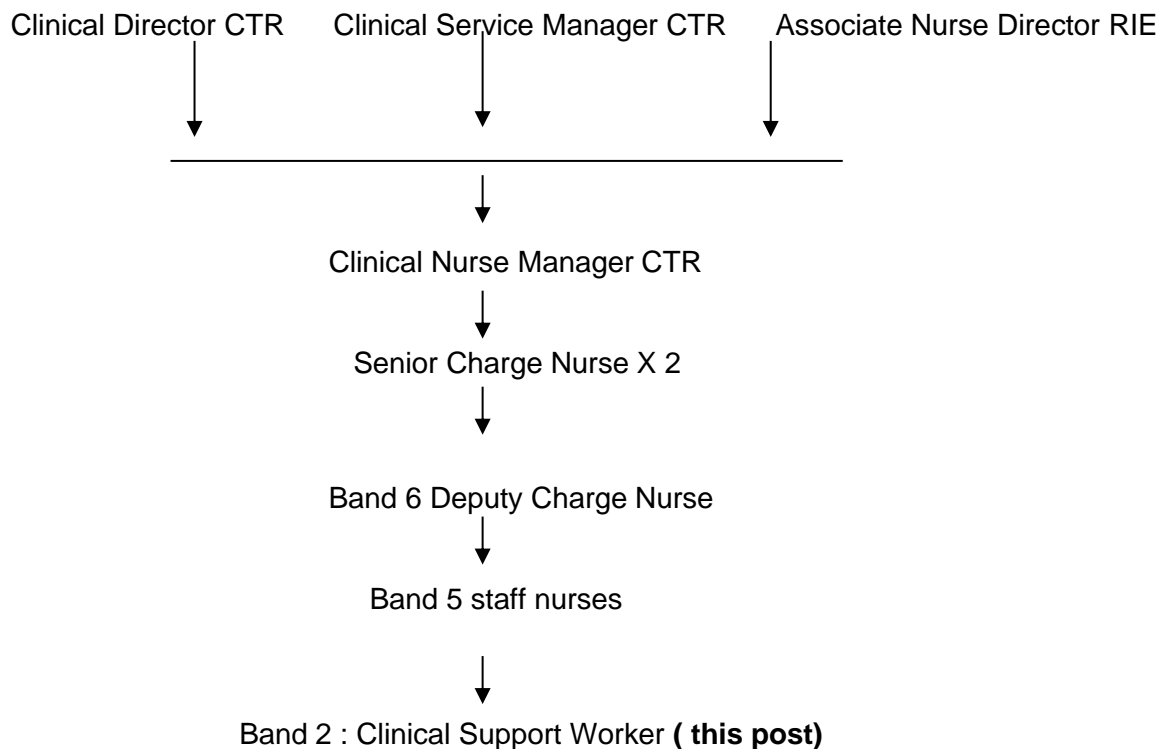 Clinical Director CTR Clinical Service Manager CTR Associate Nurse Director RIE
Clinical Nurse Manager CTR
Senior Charge Nurse X 2
Band 6 Deputy Charge Nurse
Band 5 staff nurses
Band 2 : Clinical Support Worker ( this post)